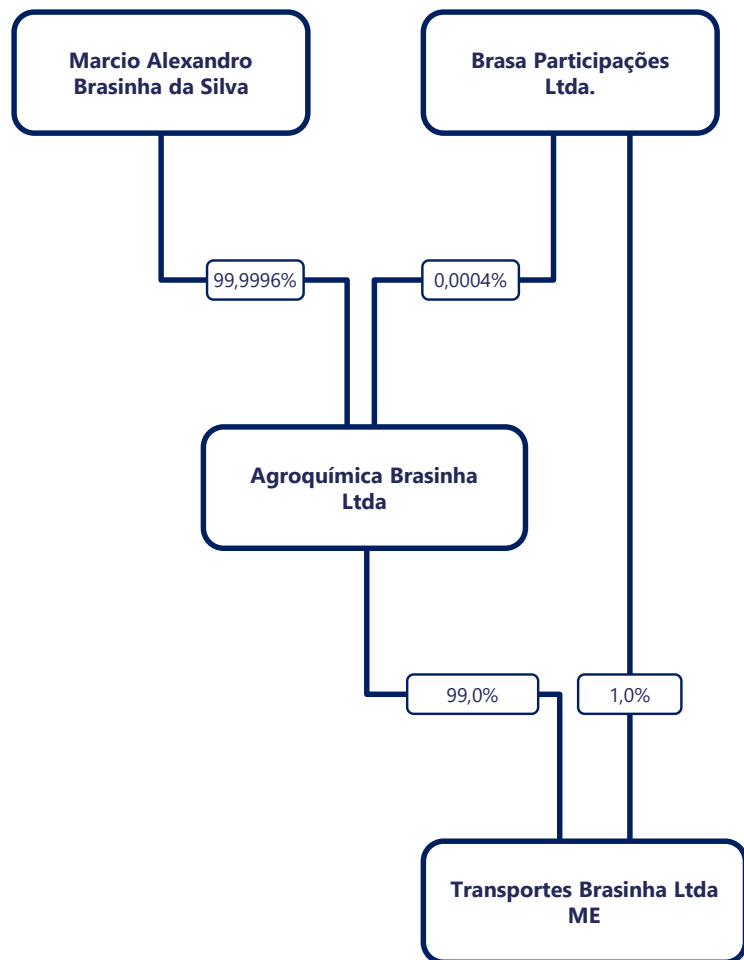 Marcio Alexandro
Brasinha da Silva
Brasa Participações
Ltda.
99,9996%
0,0004%
Agroquímica Brasinha
Ltda
99,0%
1,0%
Transportes Brasinha Ltda
ME